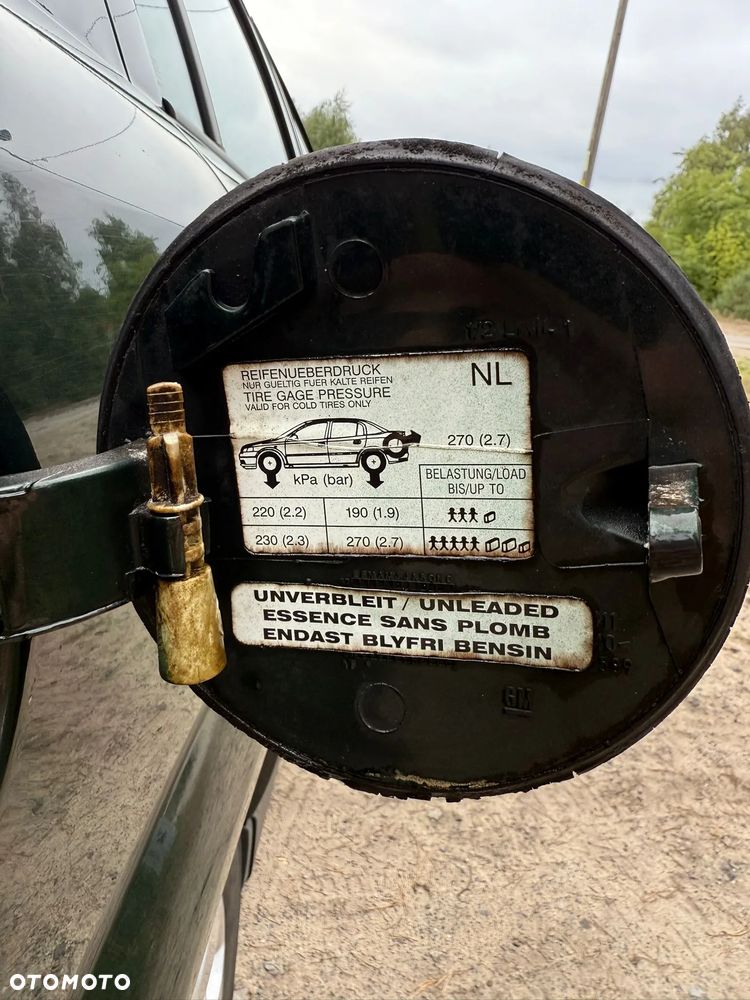 REIFENUEBERDRUCK
NUR GUELTIG FUER KALTE REIFEN
NL
TIRE GAGE PRESSURE
VALID FOR COLD TIRES ONLY
270 (2.7)
kPa (bar)
BELASTUNG/LOAD
BIS/UP TO
220 (2.2) 190 (1.9)
230 (2.3) 270 (2.7)
UNVERBLEIT / UNLEADED
ESSENCE SANS PLOMB
ENDAST BLYFRI BENSIN
GM
OTOMOTO